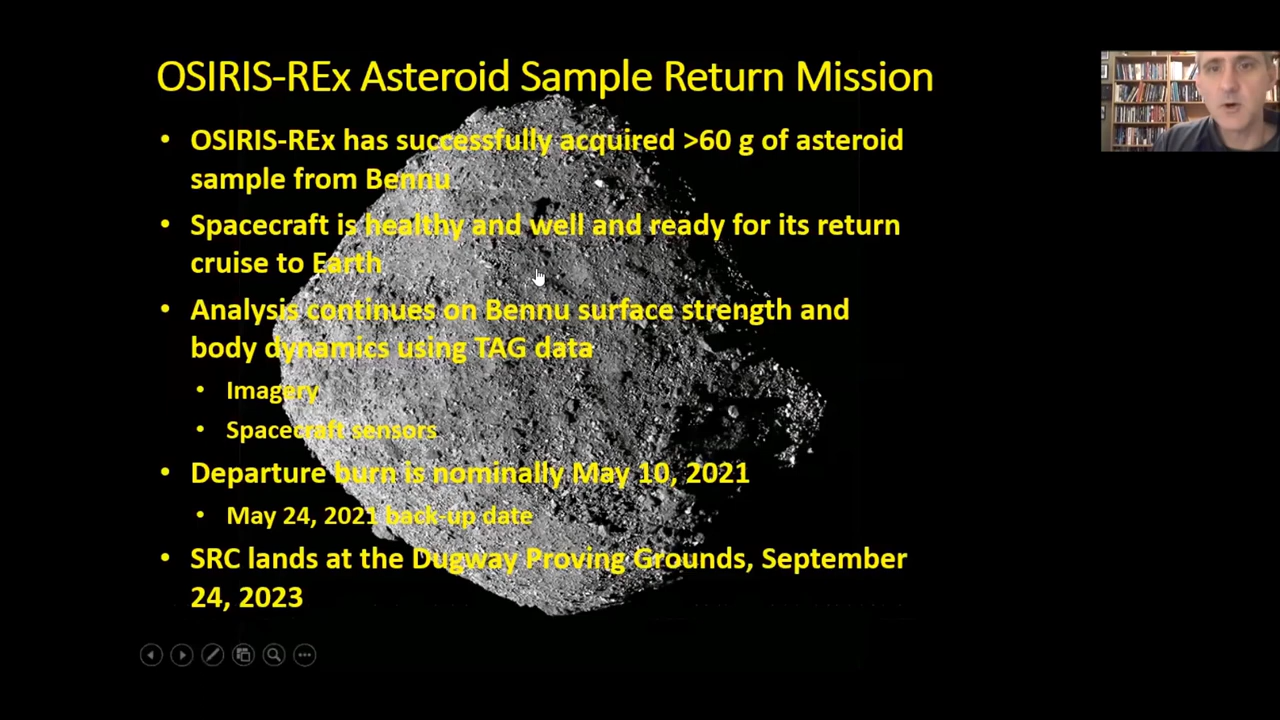 OSIRIS-REx Asteroid Sample Return Mission
• OSIRIS-REx has successfully acquired >60 g of asteroid
sample from Bennu
• Spacecraft is healthy and well and ready for its return
cruise to Earth
• Analysis continues on Bennu surface strength and
body dynamics using TAG data
• Imagery
• Spacecraft sensors
• Departure burn is nominally May 10, 2021
• May 24, 2021 back-up date
• SRC lands at the Dugway Proving Grounds, September
24, 2023